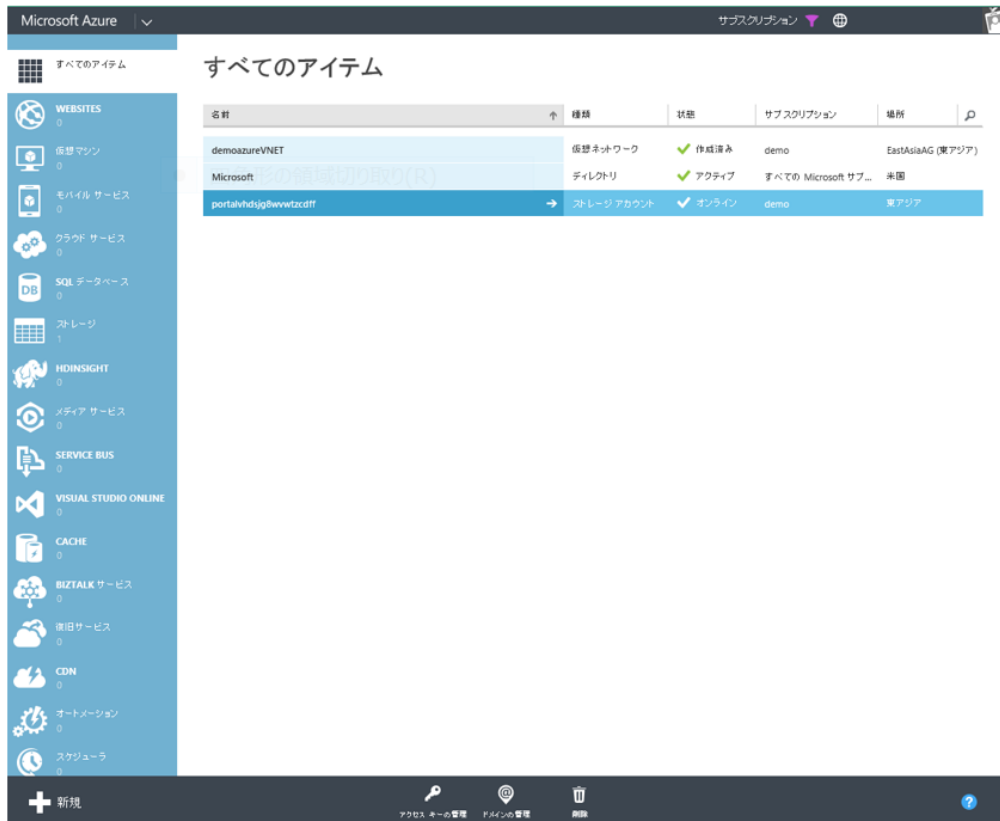 Microsoft Azure
サブスクリプション
すべてのアイテム
WEBSITES
0
仮想マシン
0
モバイル サービス
0
クラウド サービス
0
SQL データベース
0
ストレージ
1
HDINSIGHT
0
メディア サービス
0
SERVICE BUS
0
VISUAL STUDIO ONLINE
0
CACHE
0
BIZTALK サービス
0
復旧サービス
0
CDN
0
オートメーション
0
スケジューラ
0
すべてのアイテム
名前 種類 状態 サブスクリプション 場所
demoazureVNET 仮想ネットワーク 作成済み demo EastAsiaAG (東アジア)
Microsoft ディレクトリ アクティブ すべての Microsoft サブ... 米国
形の領域切り取り(R)
portalvhdsjg8wvwtzcdff ストレージ アカウント オンライン demo 東アジア
新規
アクセス キーの管理 ドメインの管理 削除
?